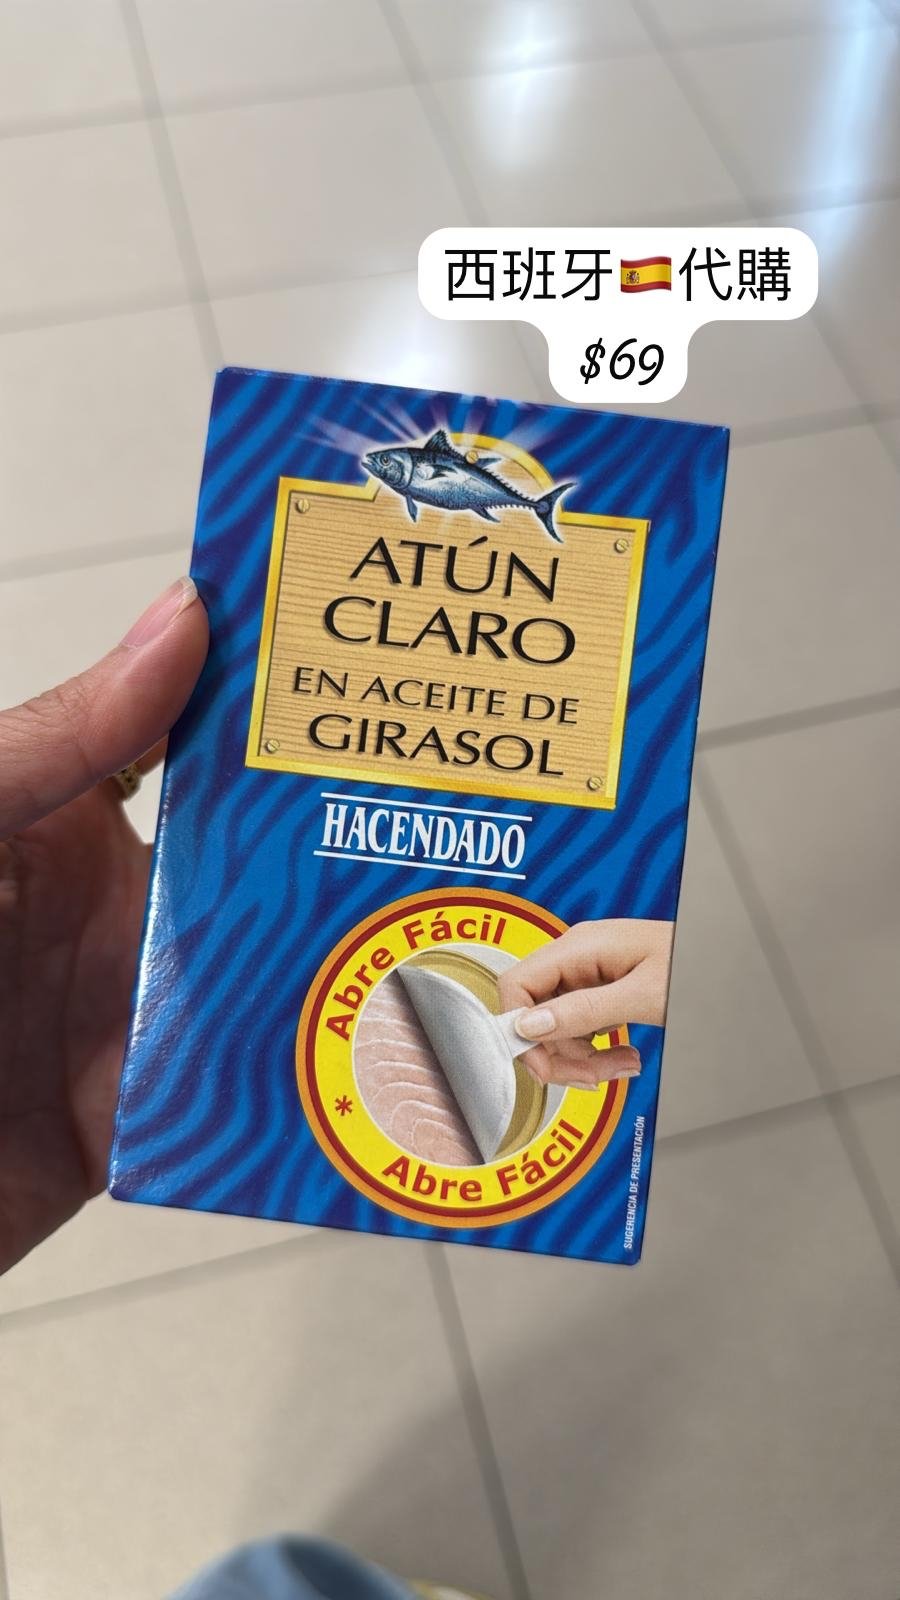 西班牙🇪🇸代購
$69
ATÚN
CLARO
EN ACEITE DE
GIRASOL
HACENDADO
Abre Fácil
* Abre Fácil
SUGERENCIA DE PRESENTACIÓN